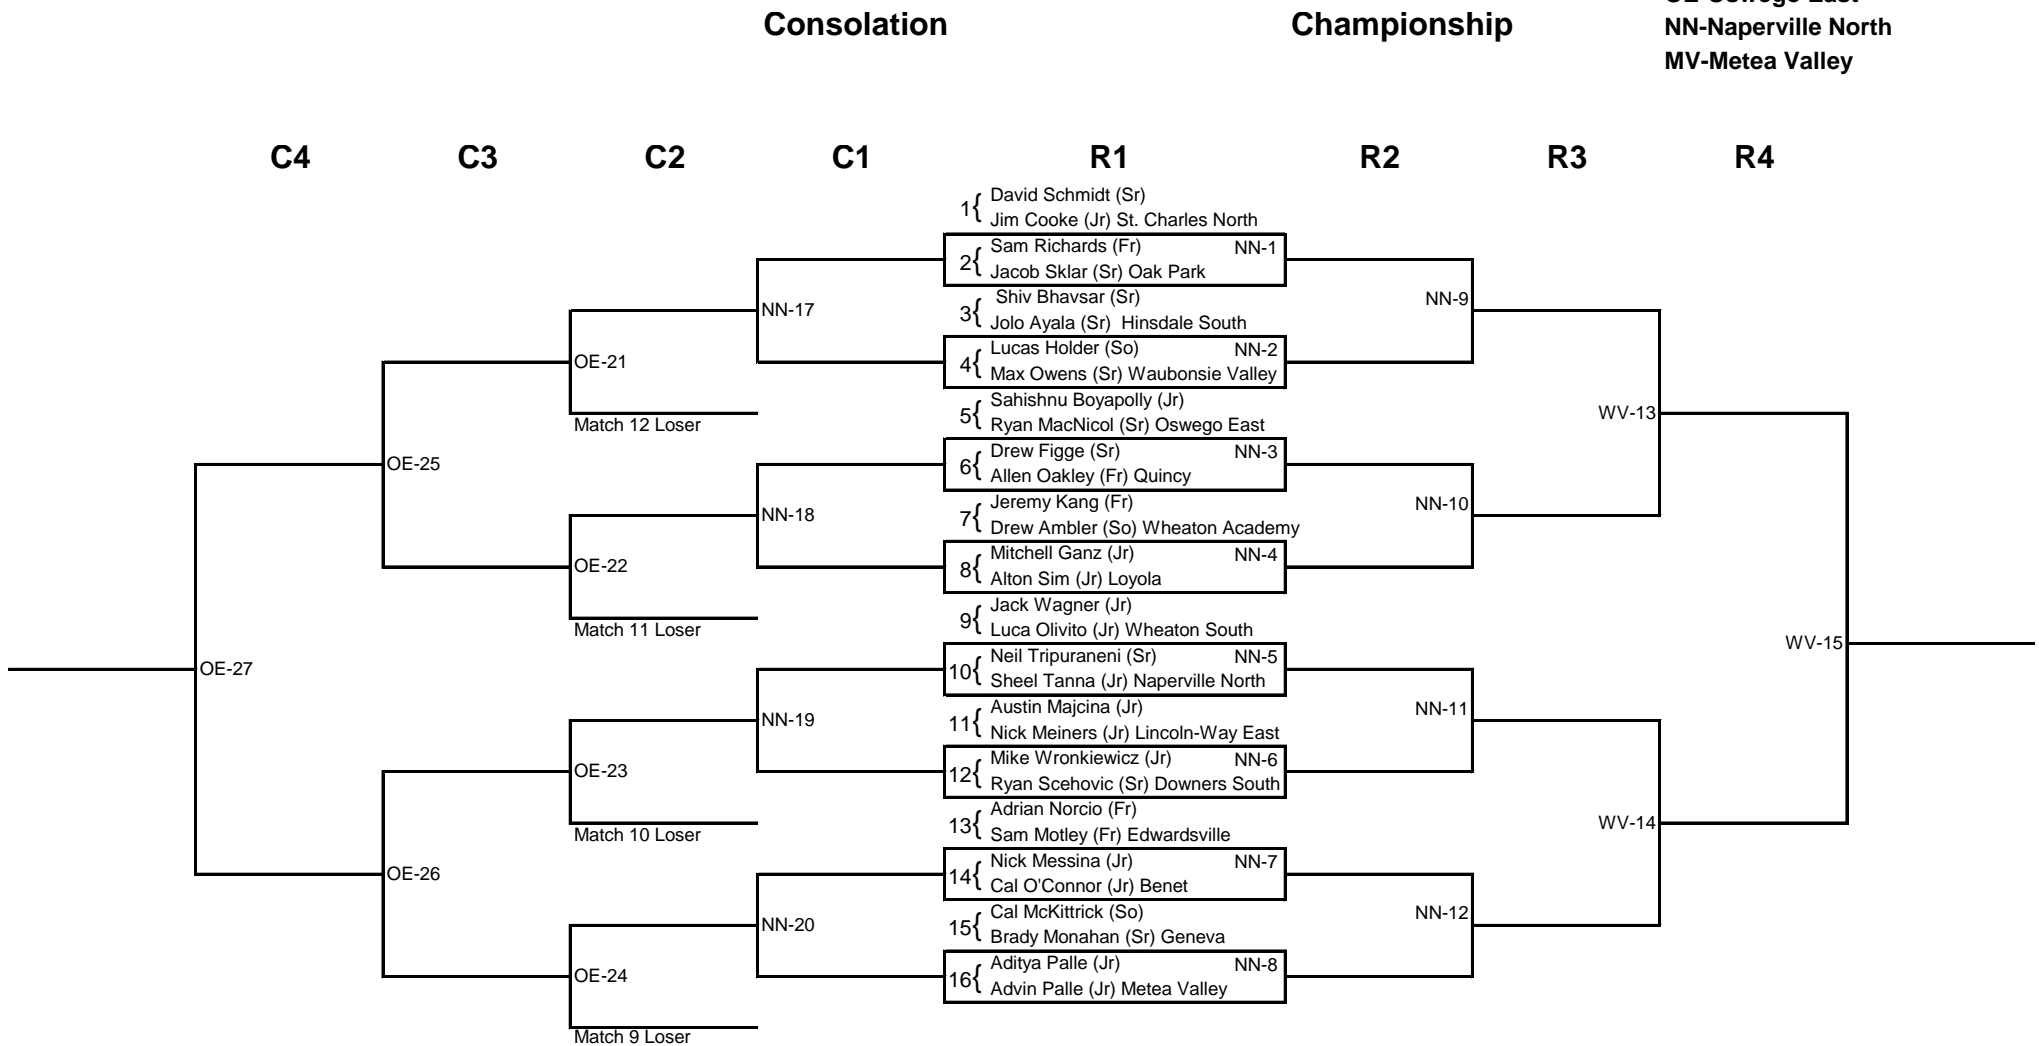 Consolation
Championship
NN-Naperville North
MV-Metea Valley
C4 C3 C2 C1 R1 R2 R3 R4
David Schmidt (Sr)
1{
Jim Cooke (Jr) St. Charles North
Sam Richards (Fr) NN-1
2{
Jacob Sklar (Sr) Oak Park
Shiv Bhavsar (Sr)
NN-17
3{
NN-9
Jolo Ayala (Sr) Hinsdale South
Lucas Holder (So) NN-2
OE-21
4{
Max Owens (Sr) Waubonsie Valley
Sahishnu Boyapolly (Jr)
5{
WV-13
Match 12 Loser
Ryan MacNicol (Sr) Oswego East
Drew Figge (Sr) NN-3
OE-25
6{
Allen Oakley (Fr) Quincy
Jeremy Kang (Fr)
NN-18
7{
NN-10
Drew Ambler (So) Wheaton Academy
Mitchell Ganz (Jr) NN-4
OE-22
8{
Alton Sim (Jr) Loyola
Jack Wagner (Jr)
9{
Match 11 Loser
Luca Olivito (Jr) Wheaton South
WV-15
Neil Tripuraneni (Sr) NN-5
OE-27
10{
Sheel Tanna (Jr) Naperville North
Austin Majcina (Jr)
NN-19
11{
NN-11
Nick Meiners (Jr) Lincoln-Way East
Mike Wronkiewicz (Jr) NN-6
OE-23
12{
Ryan Scehovic (Sr) Downers South
Adrian Norcio (Fr)
13{
WV-14
Match 10 Loser
Sam Motley (Fr) Edwardsville
Nick Messina (Jr) NN-7
OE-26
14{
Cal O'Connor (Jr) Benet
Cal McKittrick (So)
NN-20
15{
NN-12
Brady Monahan (Sr) Geneva
Aditya Palle (Jr) NN-8
OE-24
16{
Advin Palle (Jr) Metea Valley
Match 9 Loser